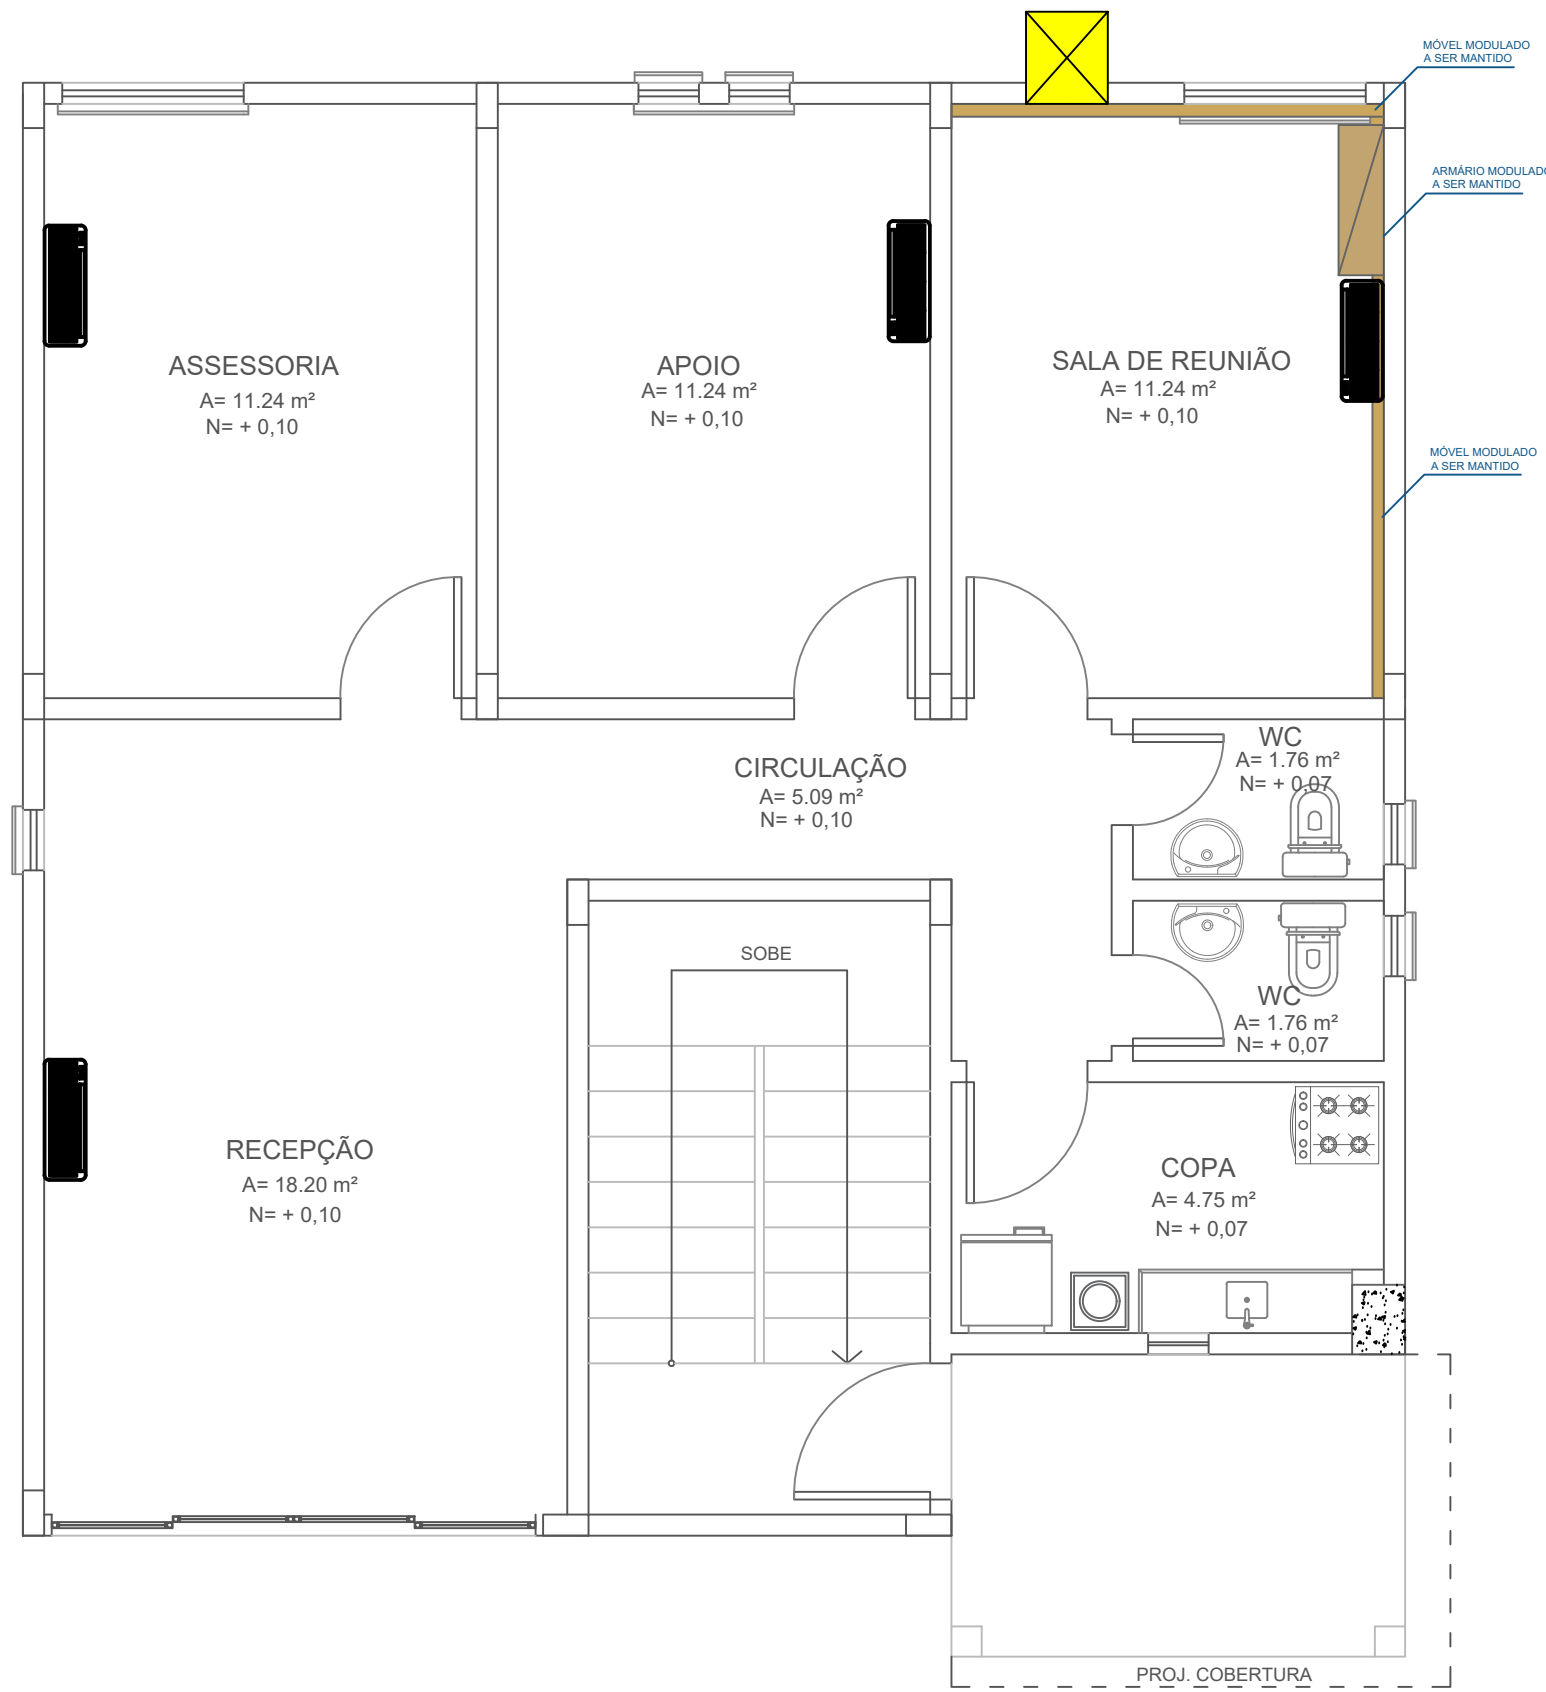 MÓVEL MODULADO
A SER MANTIDO
ARMÁRIO MODULADO
A SER MANTIDO
ASSESSORIA
A= 11.24 m²
N= + 0,10
APOIO
A= 11.24 m²
N= + 0,10
SALA DE REUNIÃO
A= 11.24 m²
N= + 0,10
MÓVEL MODULADO
A SER MANTIDO
CIRCULAÇÃO
A= 5.09 m²
N= + 0,10
WC
A= 1.76 m²
N= + 0,07
SOBE
WC
A= 1.76 m²
N= + 0,07
RECEPÇÃO
A= 18.20 m²
N= + 0,10
COPA
A= 4.75 m²
N= + 0,07
PROJ. COBERTURA